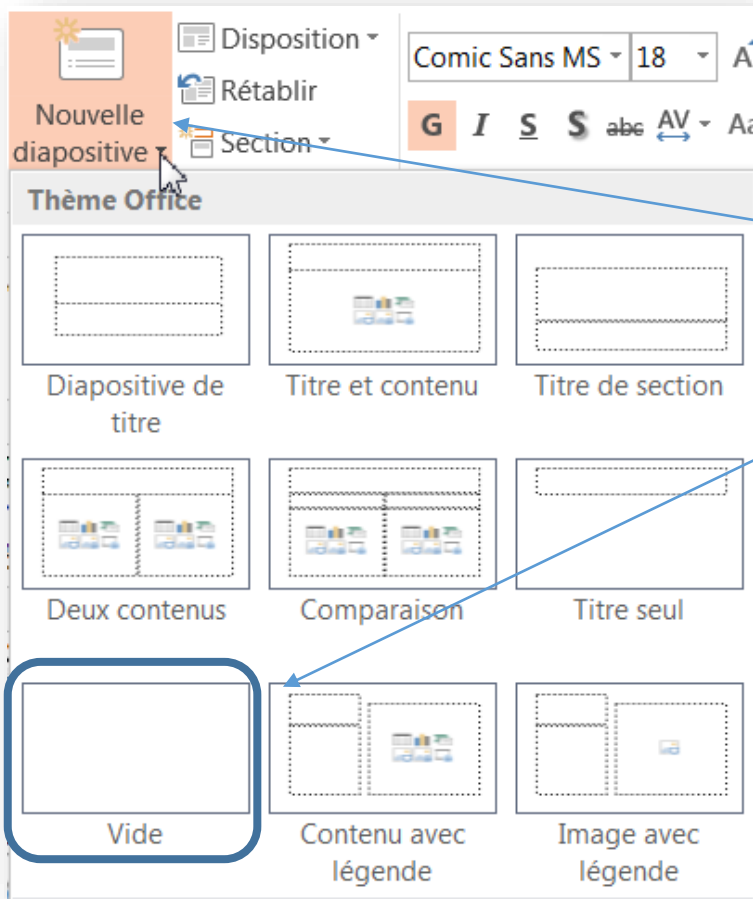 Nouvelle
diapositive
Disposition
Rétablir
Section
Comic Sans MS 18 A
G I S S abc AV Aa
Thème Office
Diapositive de
titre
Titre et contenu
Titre de section
Deux contenus
Comparaison
Titre seul
Vide
Contenu avec
légende
Image avec
légende